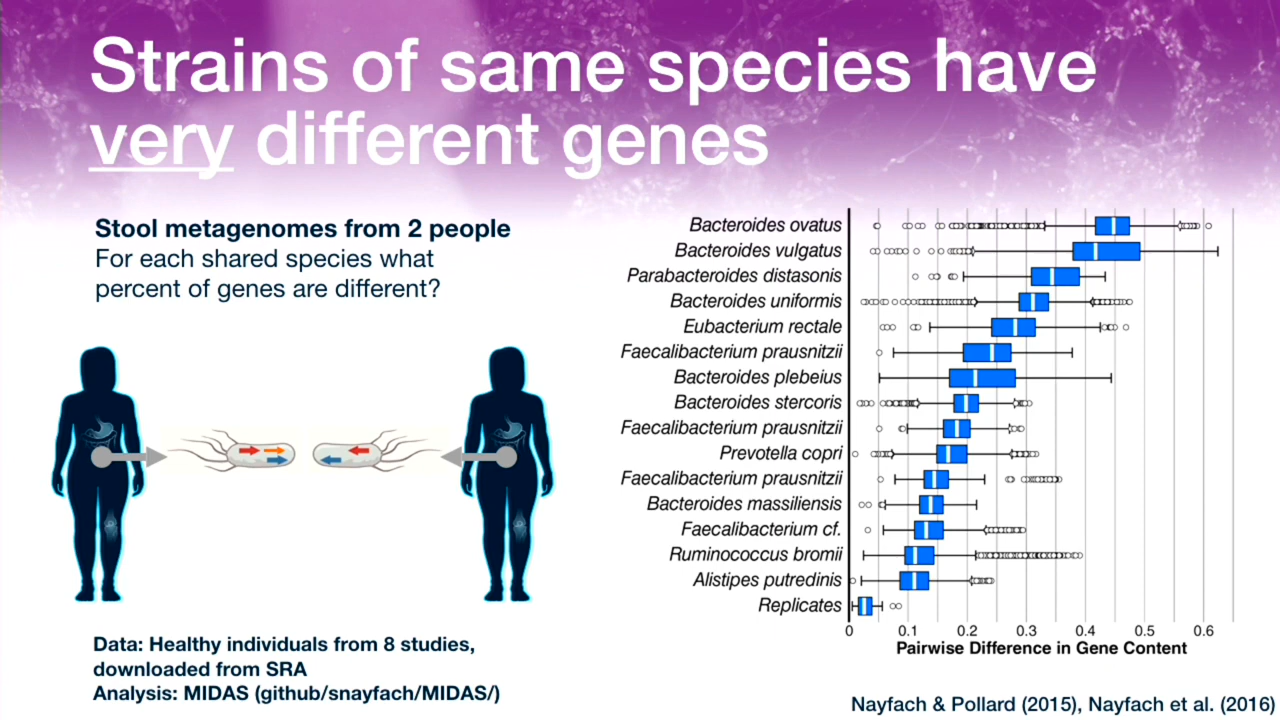 Strains of same species have
very different genes
Stool metagenomes from 2 people
For each shared species what
percent of genes are different?
Bacteroides ovatus
Bacteroides vulgatus
Parabacteroides distasonis
Bacteroides uniformis
Eubacterium rectale
Faecalibacterium prausnitzii
Bacteroides plebeius
Bacteroides stercoris
Faecalibacterium prausnitzii
Prevotella copri
Faecalibacterium prausnitzii
Bacteroides massiliensis
Faecalibacterium cf.
Ruminococcus bromii
Alistipes putredinis
Replicates
0 0.1 0.2 0.3 0.4 0.5 0.6
Pairwise Difference in Gene Content
Data: Healthy individuals from 8 studies,
downloaded from SRA
Analysis: MIDAS (github/snayfach/MIDAS/)
Nayfach & Pollard (2015), Nayfach et al. (2016)